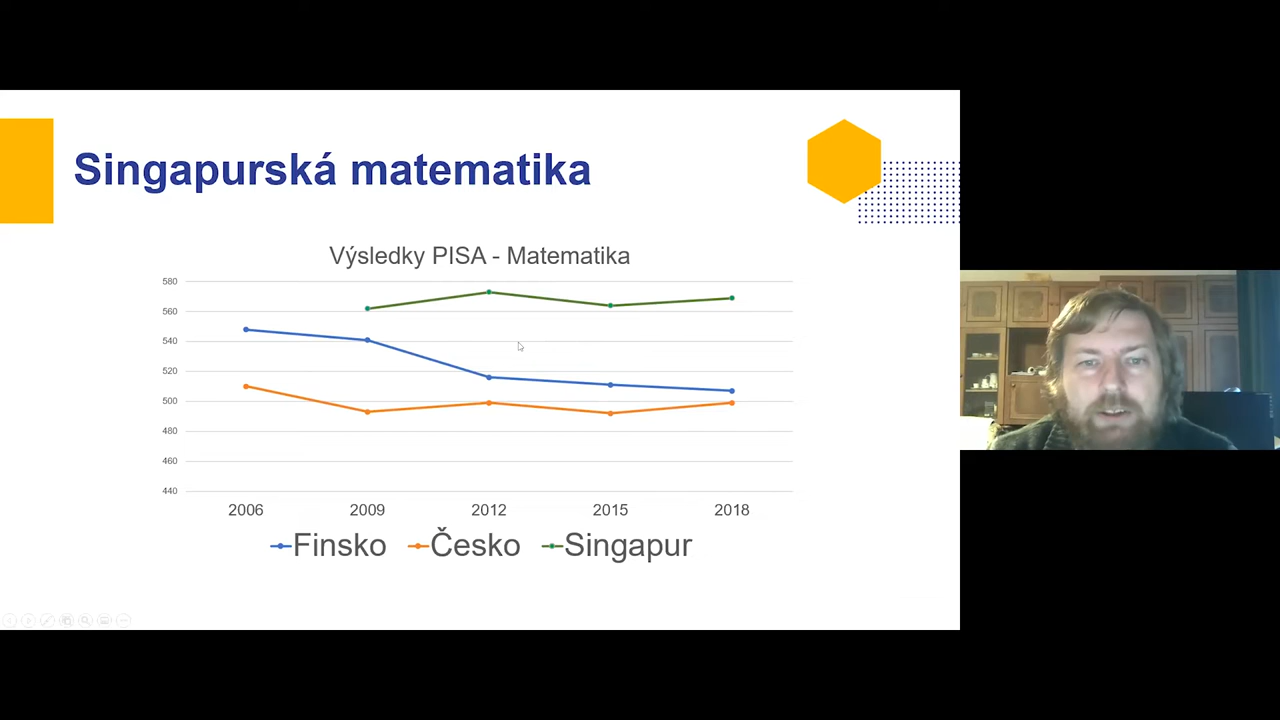 Singapurská matematika
Výsledky PISA - Matematika
580
560
540
520
500
480
460
440
2006 2009 2012 2015 2018
Finsko Česko Singapur